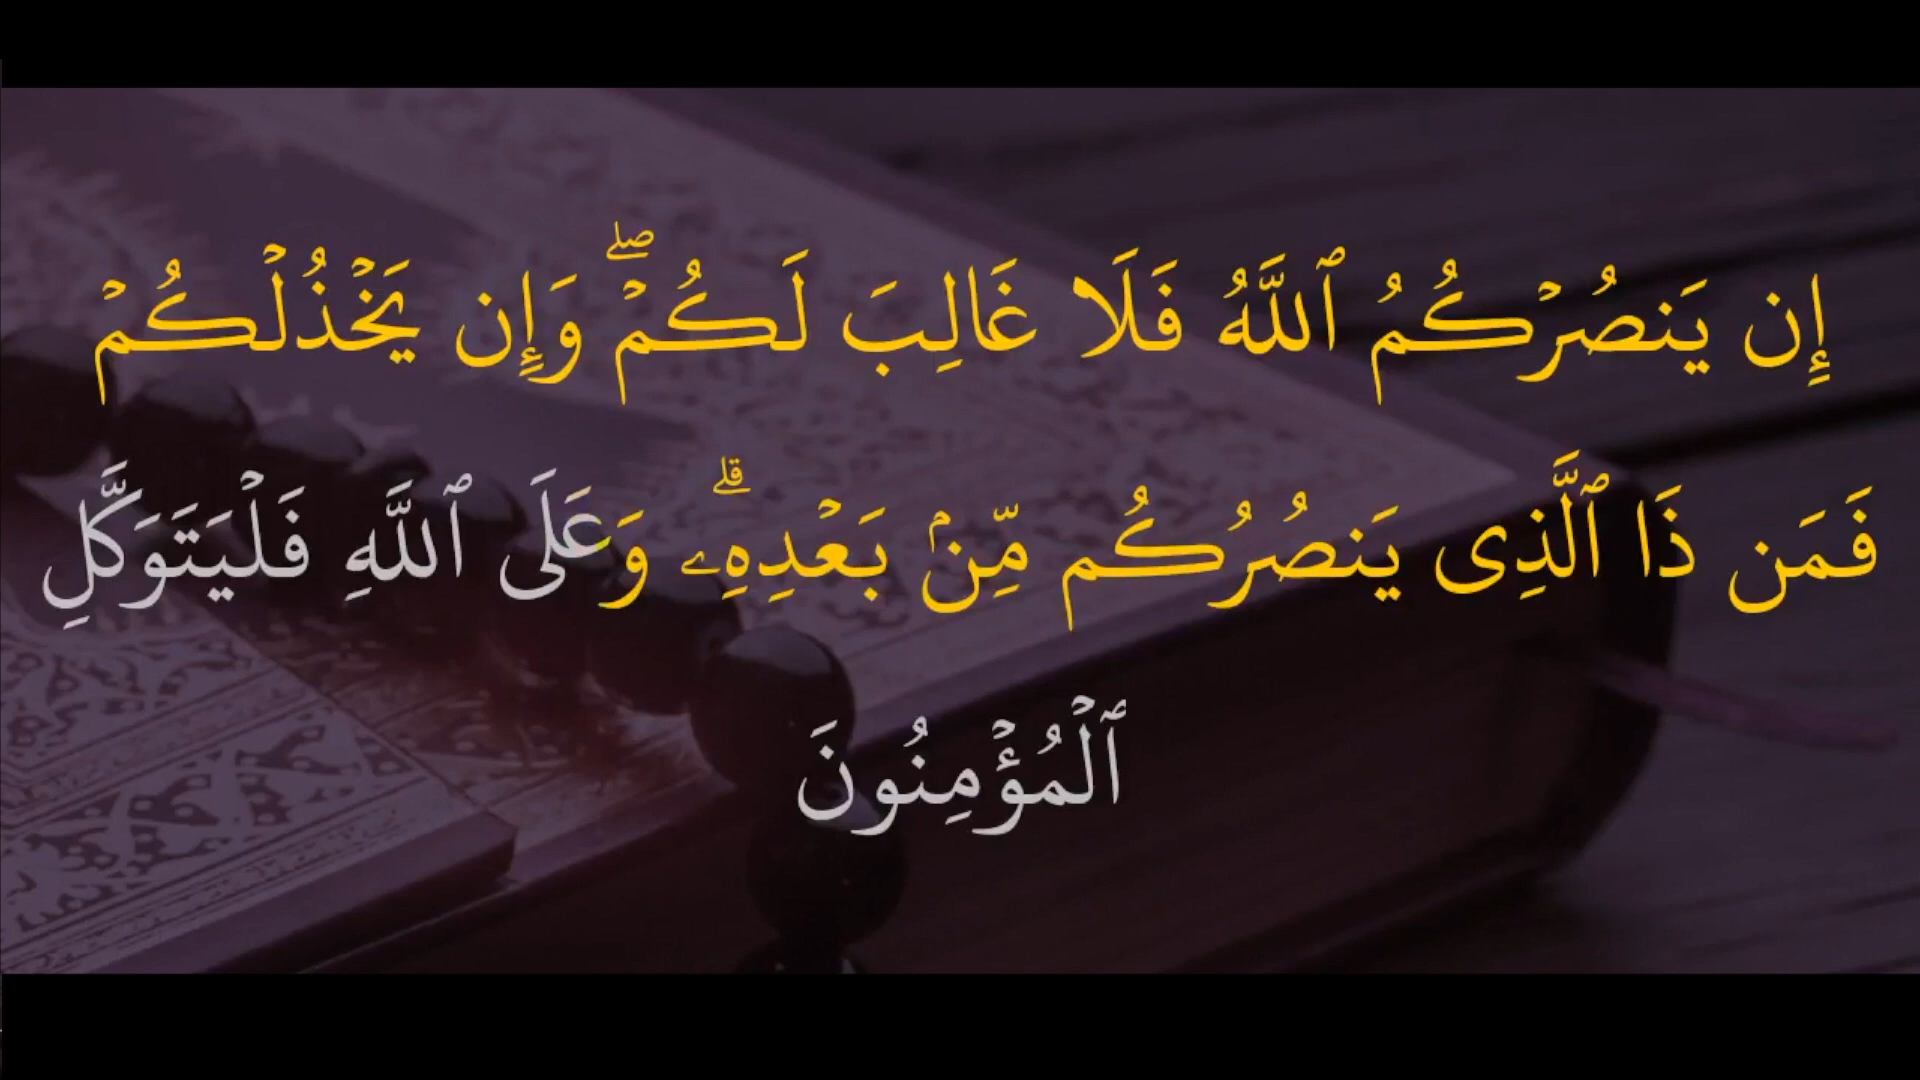 إِن يَنصُرْكُمُ ٱللَّهُ فَلَا غَالِبَ لَكُمْ ۖ وَإِن يَخْذُلْكُمْ
فَمَن ذَا ٱلَّذِى يَنصُرُكُم مِّنۢ بَعْدِهِۦ ۗ وَعَلَى ٱللَّهِ فَلْيَتَوَكَّلِ
ٱلْمُؤْمِنُونَ